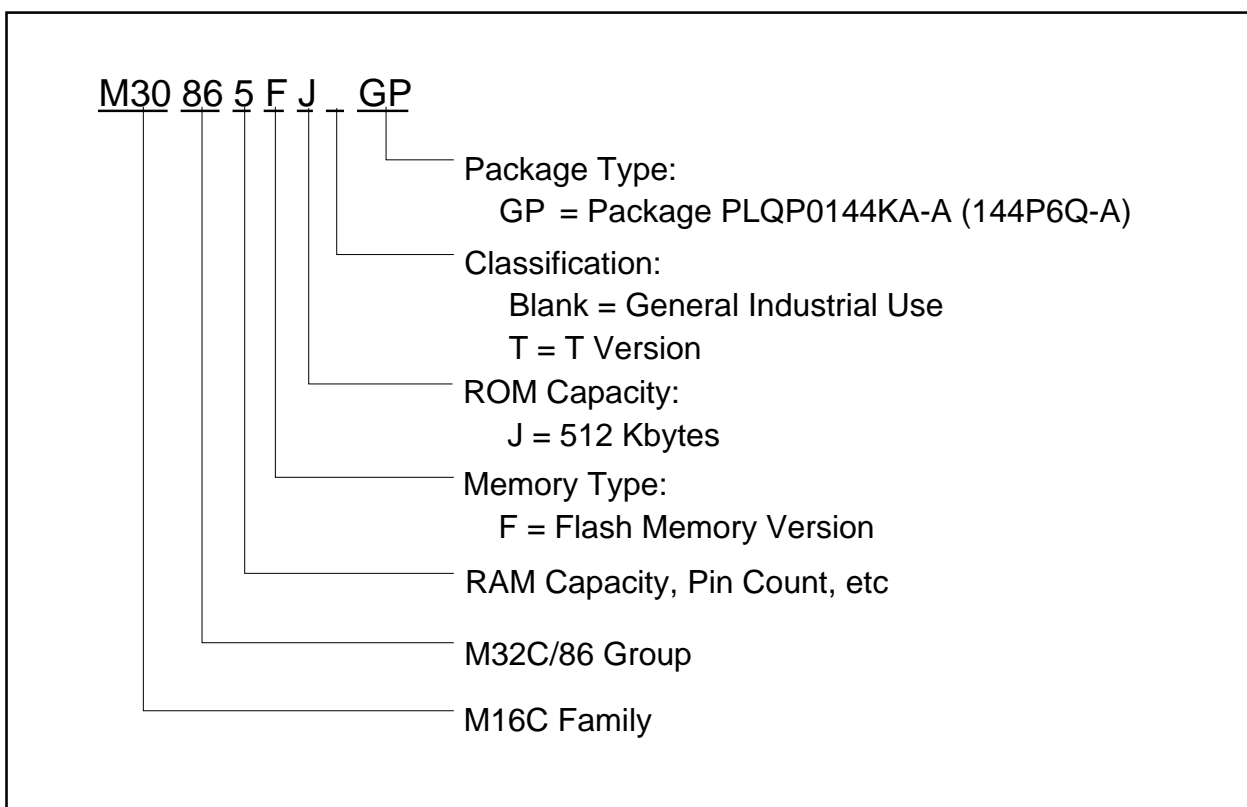 M30 86 5 F J _ GP
Package Type:
GP = Package PLQP0144KA-A (144P6Q-A)
Classification:
Blank = General Industrial Use
T = T Version
ROM Capacity:
J = 512 Kbytes
Memory Type:
F = Flash Memory Version
RAM Capacity, Pin Count, etc
M32C/86 Group
M16C Family